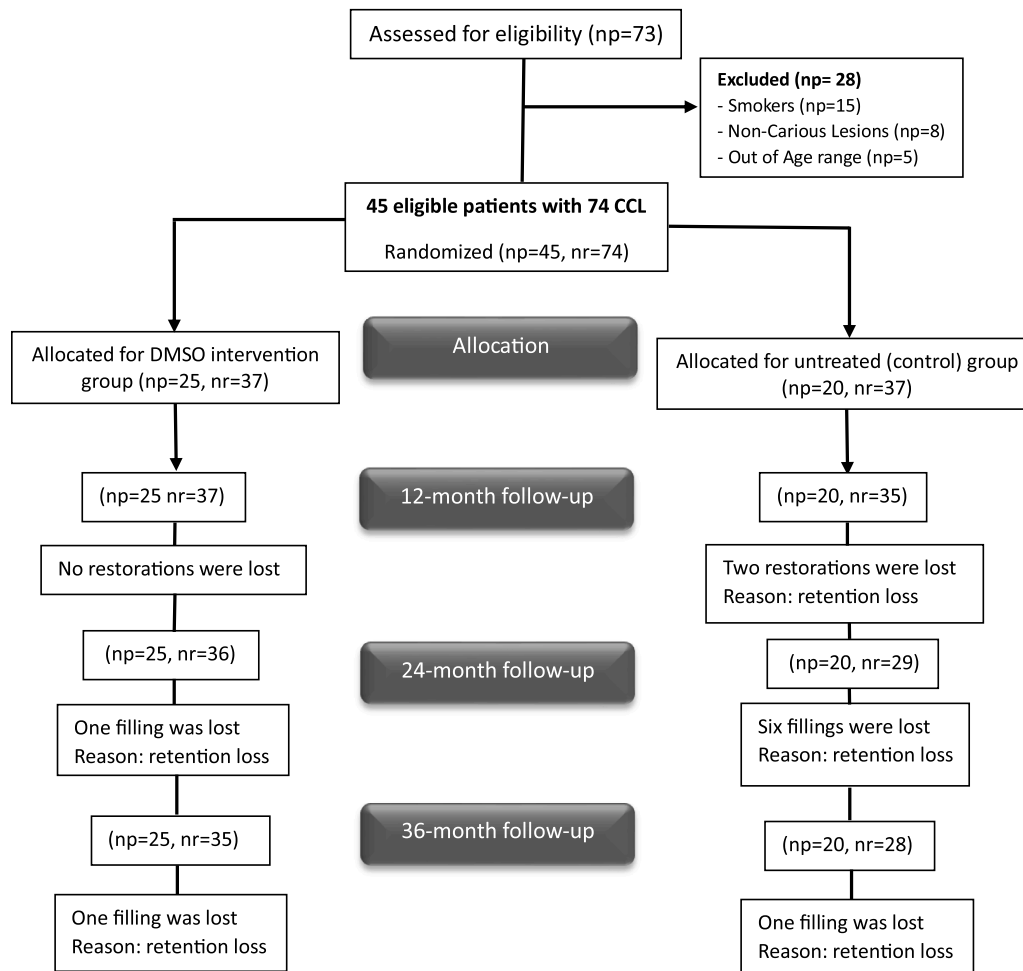 Assessed for eligibility (np=73)
Excluded (np= 28)
- Smokers (np=15)
- Non-Carious Lesions (np=8)
- Out of Age range (np=5)
45 eligible patients with 74 CCL
Randomized (np=45, nr=74)
Allocation
Allocated for DMSO intervention
group (np=25, nr=37)
Allocated for untreated (control) group
(np=20, nr=37)
12-month follow-up
(np=25 nr=37)
(np=20, nr=35)
No restorations were lost
Two restorations were lost
Reason: retention loss
24-month follow-up
(np=25, nr=36)
(np=20, nr=29)
One filling was lost
Reason: retention loss
Six fillings were lost
Reason: retention loss
36-month follow-up
(np=25, nr=35)
(np=20, nr=28)
One filling was lost
Reason: retention loss
One filling was lost
Reason: retention loss